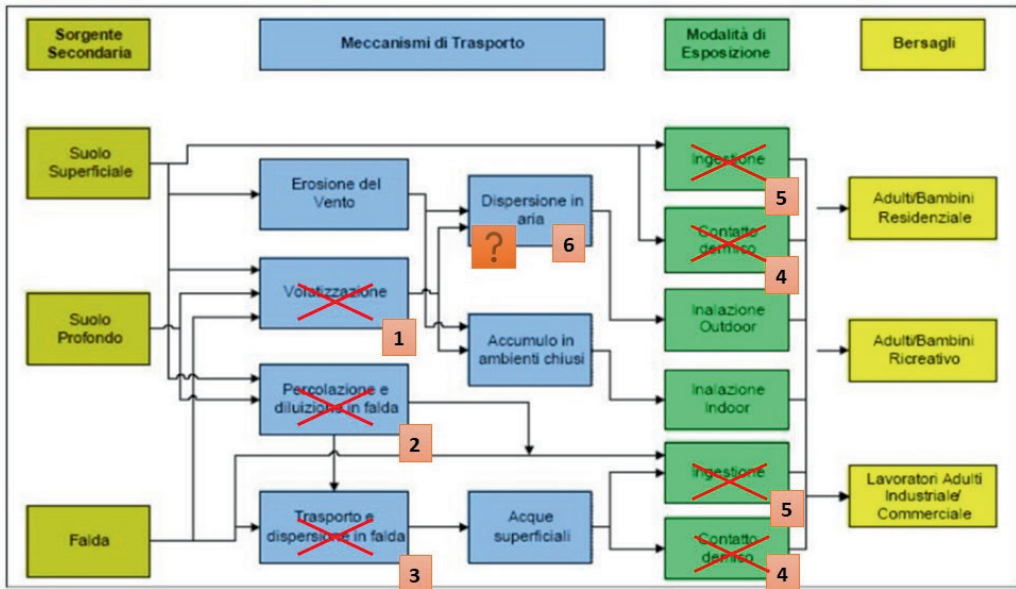 Sorgente
Secondaria
Meccanismi di Trasporto
Modalità di
Esposizione
Bersagli
Suolo
Superficiale
Erosione del
Vento
Dispersione in
aria
?
6
Ingestione
5
Contatto
dermico
4
Adulti/Bambini
Residenziale
Suolo
Profondo
Volatizzazione
1
Accumulo in
ambienti chiusi
Inalazione
Outdoor
Adulti/Bambini
Ricreativo
Percolazione e
diluizione in falda
2
Inalazione
Indoor
Falda
Trasporto e
dispersione in falda
3
Acque
superficiali
Ingestione
5
Contatto
dermico
4
Lavoratori Adulti
Industriale/
Commerciale